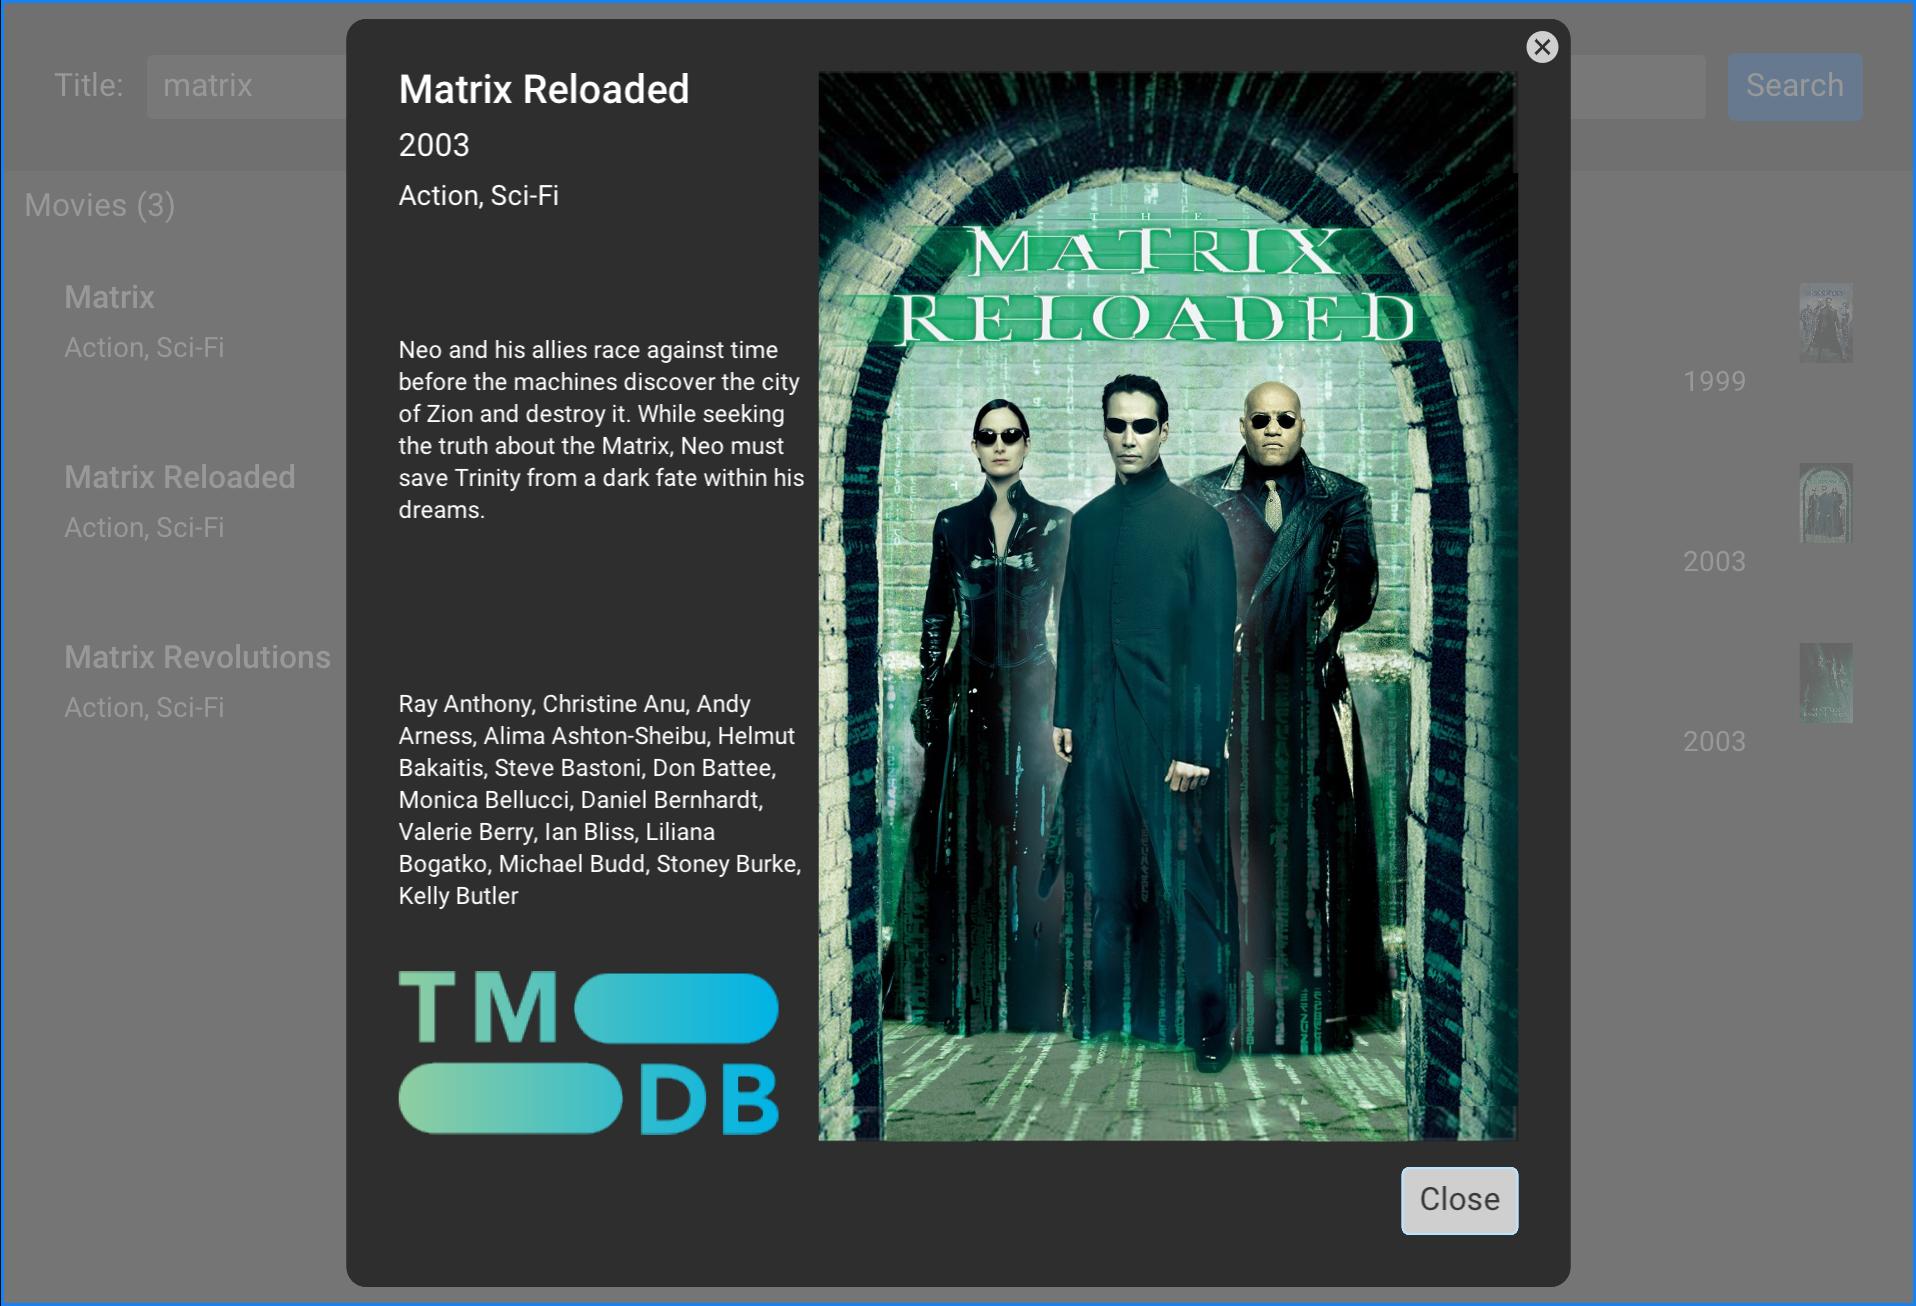 Title:
matrix
Search
Movies (3)
Matrix
Action, Sci-Fi
1999
Matrix Reloaded
Action, Sci-Fi
2003
Matrix Revolutions
Action, Sci-Fi
2003
Matrix Reloaded
2003
Action, Sci-Fi
Neo and his allies race against time
before the machines discover the city
of Zion and destroy it. While seeking
the truth about the Matrix, Neo must
save Trinity from a dark fate within his
dreams.
Ray Anthony, Christine Anu, Andy
Arness, Alima Ashton-Sheibu, Helmut
Bakaitis, Steve Bastoni, Don Battee,
Monica Bellucci, Daniel Bernhardt,
Valerie Berry, Ian Bliss, Liliana
Bogatko, Michael Budd, Stoney Burke,
Kelly Butler
TM
DB
THE
MATRIX
RELOADED
Close